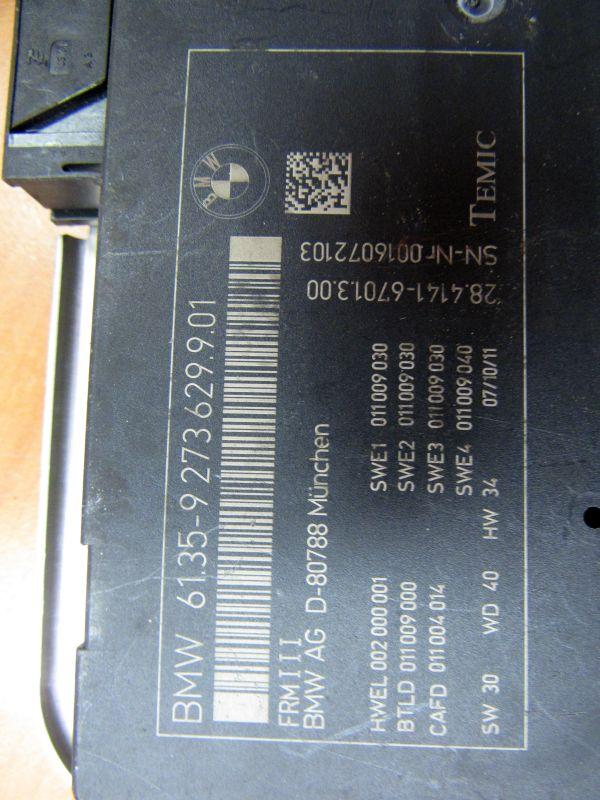 BMW 61.35-9 273 629.9.01
BMW
FRM III
BMW AG D-80788 München
HWEL 002 000 001
BTLD 011 009 000
CAFD 011 004 014
SWE1 011 009 030
SWE2 011 009 030
SWE3 011 009 030
SWE4 011 009 040
SW 30 WD 40 HW 34 07/10/11
28.4141-6701.3.00
SN-Nr.0016072103
TEMIC